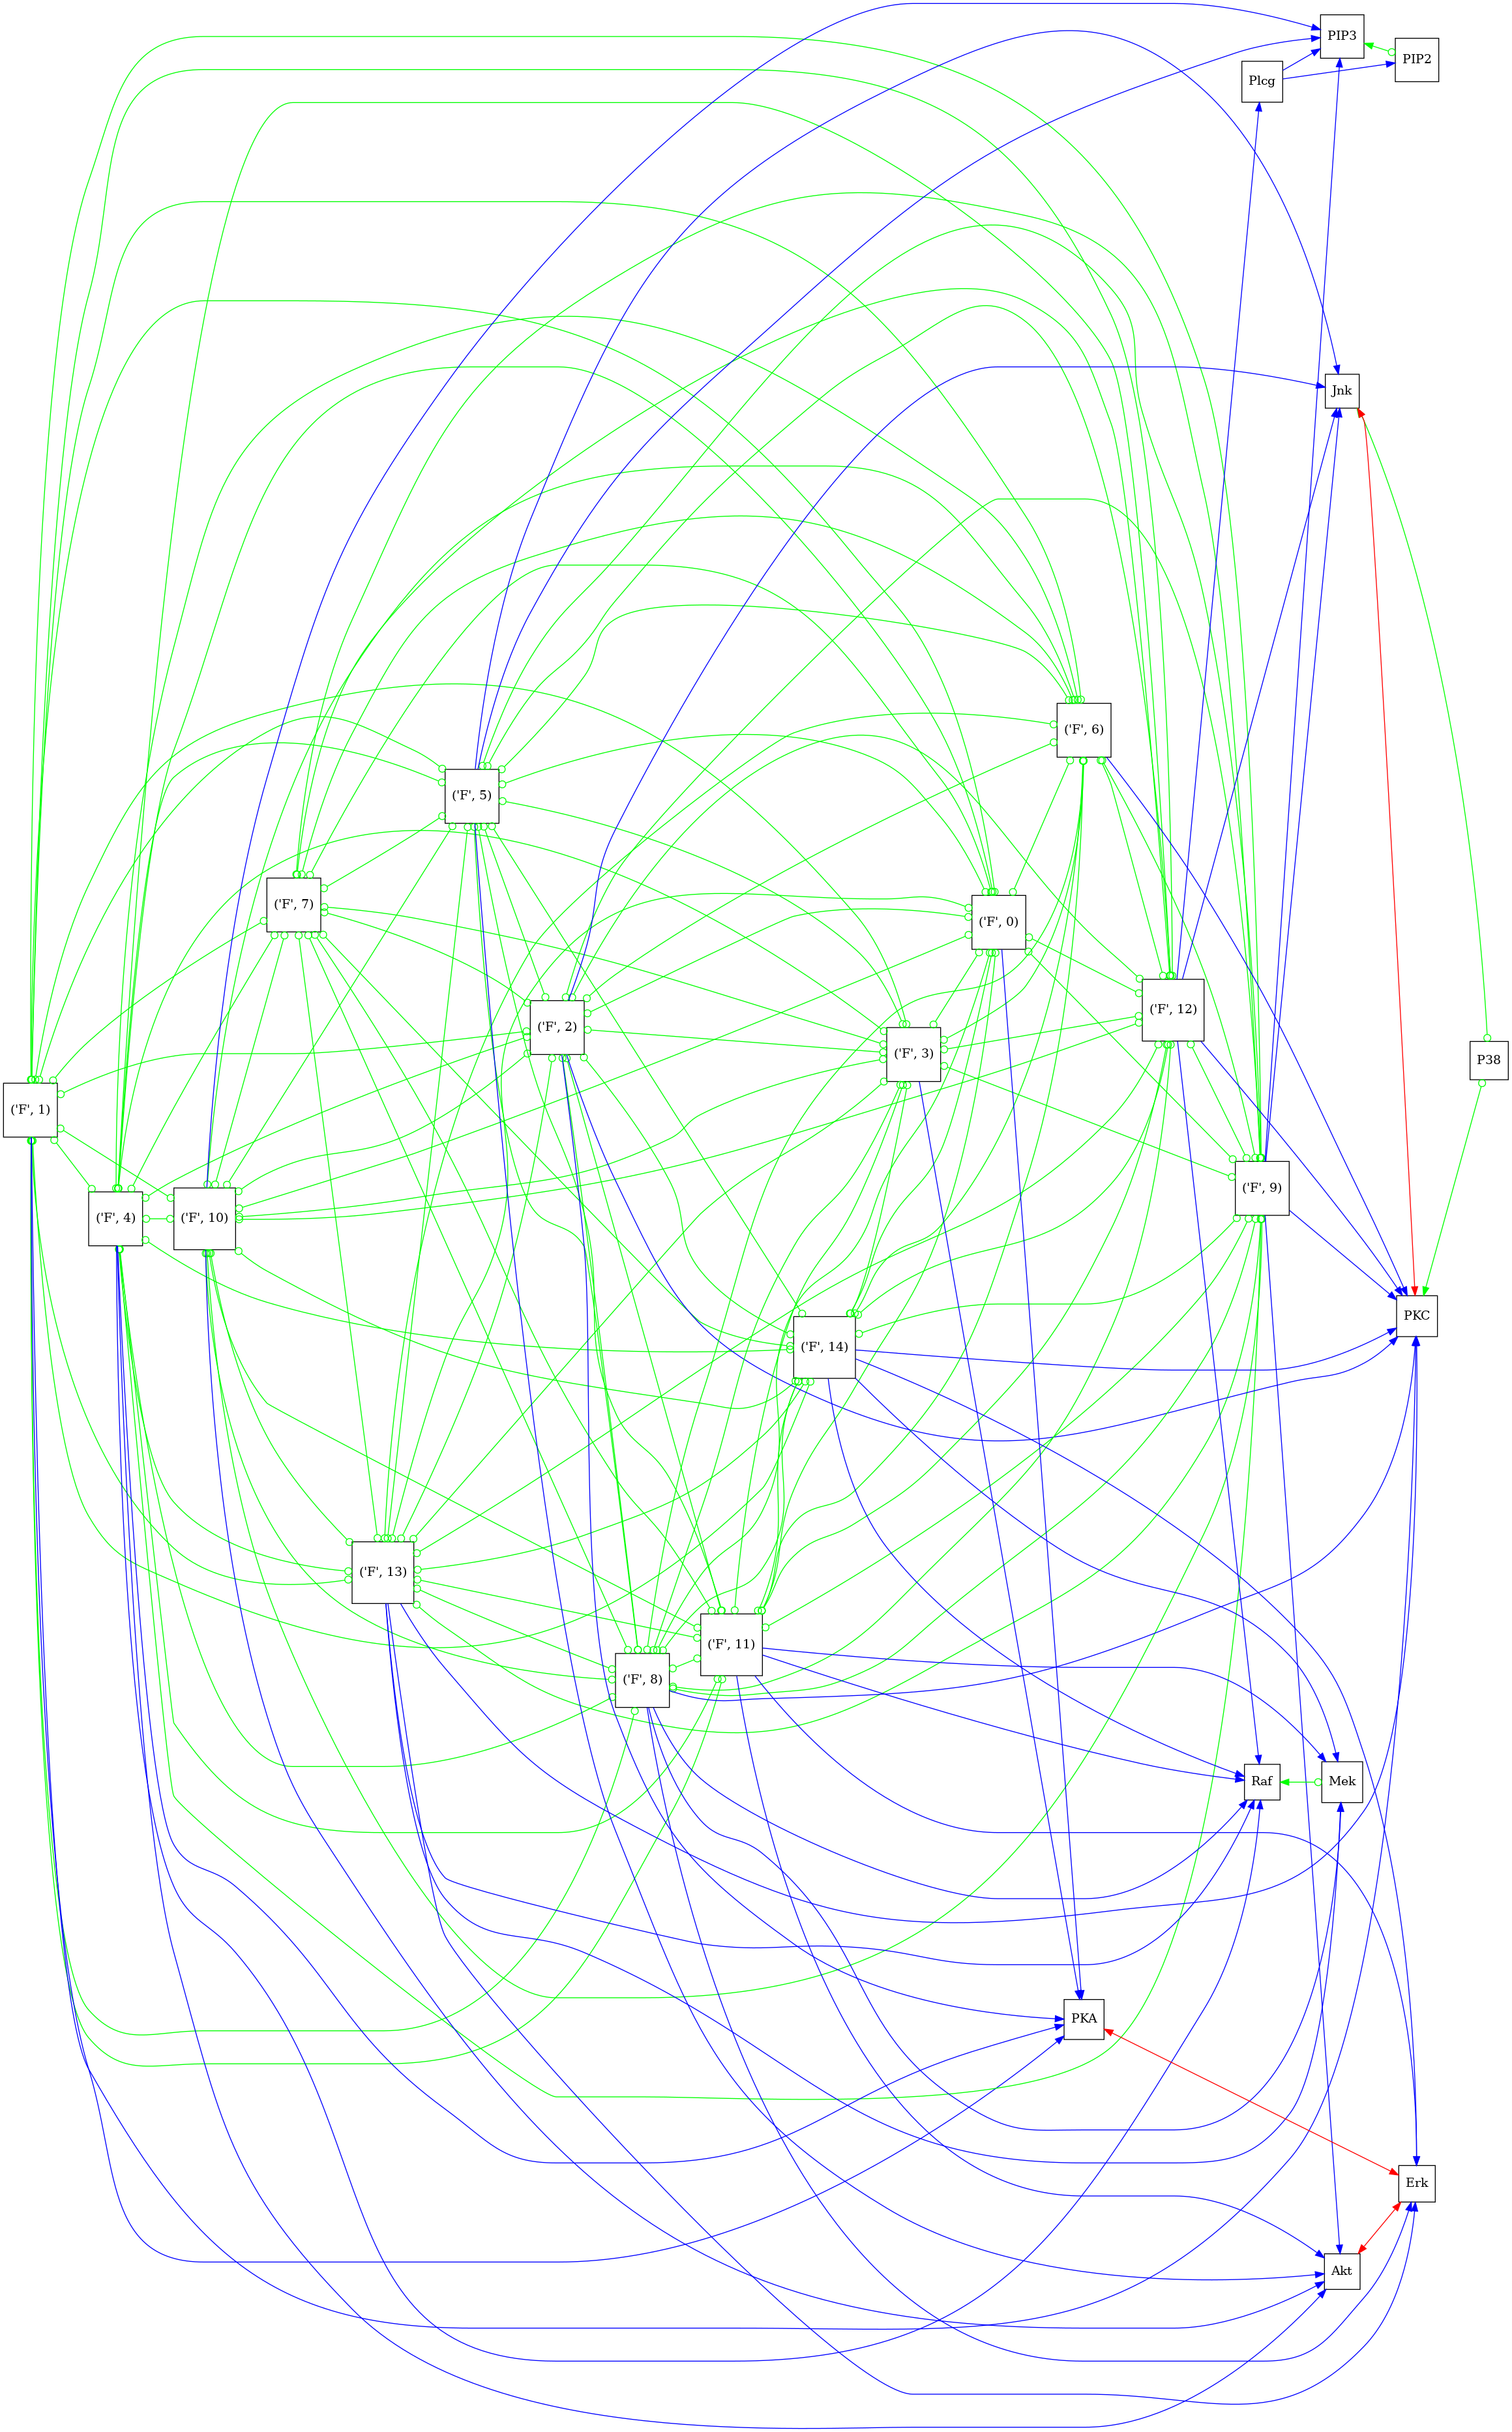 PIP3
PIP2
Plcg
Jnk
('F', 6)
('F', 5)
('F', 7)
('F', 0)
('F', 12)
('F', 2)
('F', 3)
P38
('F', 1)
('F', 9)
('F', 4)
('F', 10)
PKC
('F', 14)
('F', 13)
('F', 11)
('F', 8)
Raf
Mek
PKA
Erk
Akt